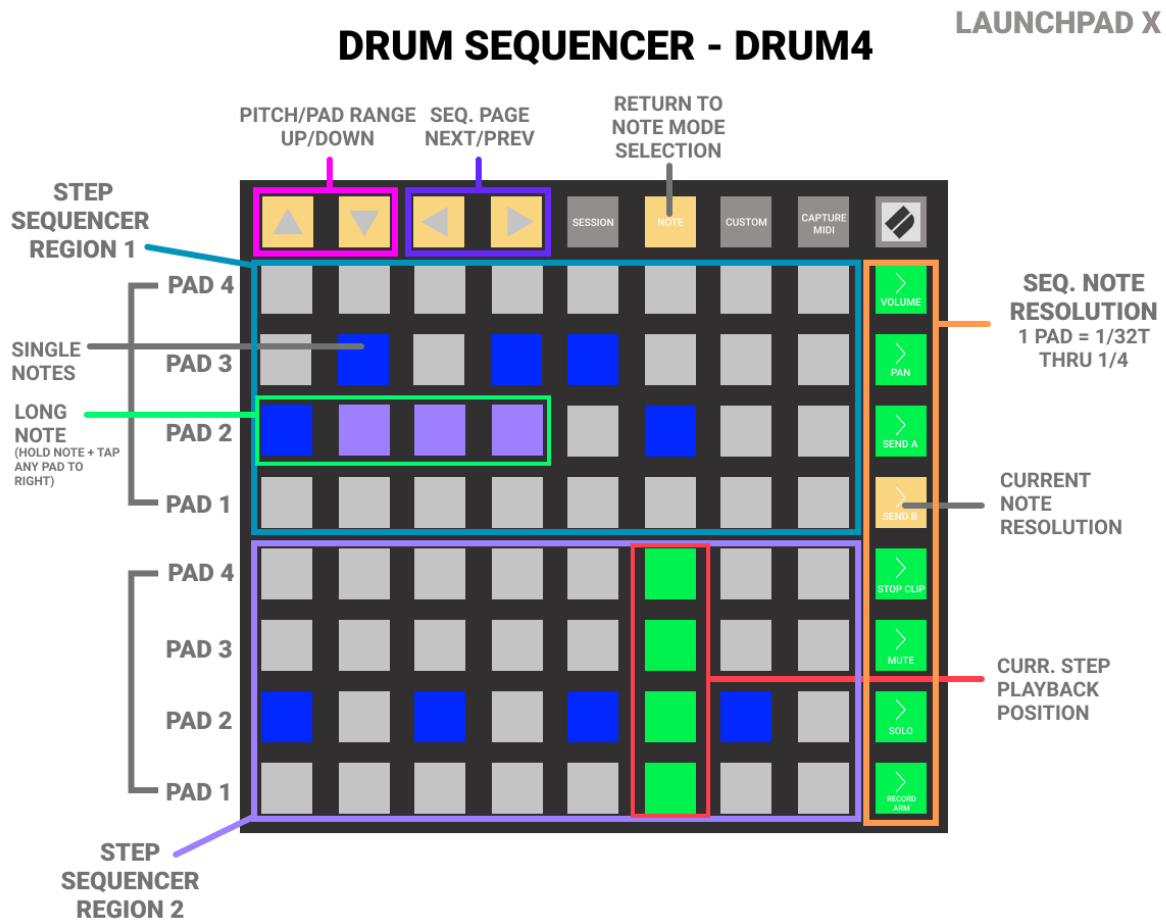 LAUNCHPAD X
DRUM SEQUENCER - DRUM4
PITCH/PAD RANGE
UP/DOWN
SEQ. PAGE
NEXT/PREV
RETURN TO
NOTE MODE
SELECTION
STEP
SEQUENCER
REGION 1
SESSION
NOTE
CUSTOM
CAPTURE
MIDI
PAD 4
VOLUME
SEQ. NOTE
RESOLUTION
1 PAD = 1/32T
THRU 1/4
SINGLE
NOTES
PAD 3
PAN
LONG
NOTE
(HOLD NOTE + TAP
ANY PAD TO
RIGHT)
PAD 2
SEND A
PAD 1
SEND B
CURRENT
NOTE
RESOLUTION
PAD 4
STOP CLIP
PAD 3
MUTE
CURR. STEP
PLAYBACK
POSITION
PAD 2
SOLO
PAD 1
RECORD
ARM
STEP
SEQUENCER
REGION 2